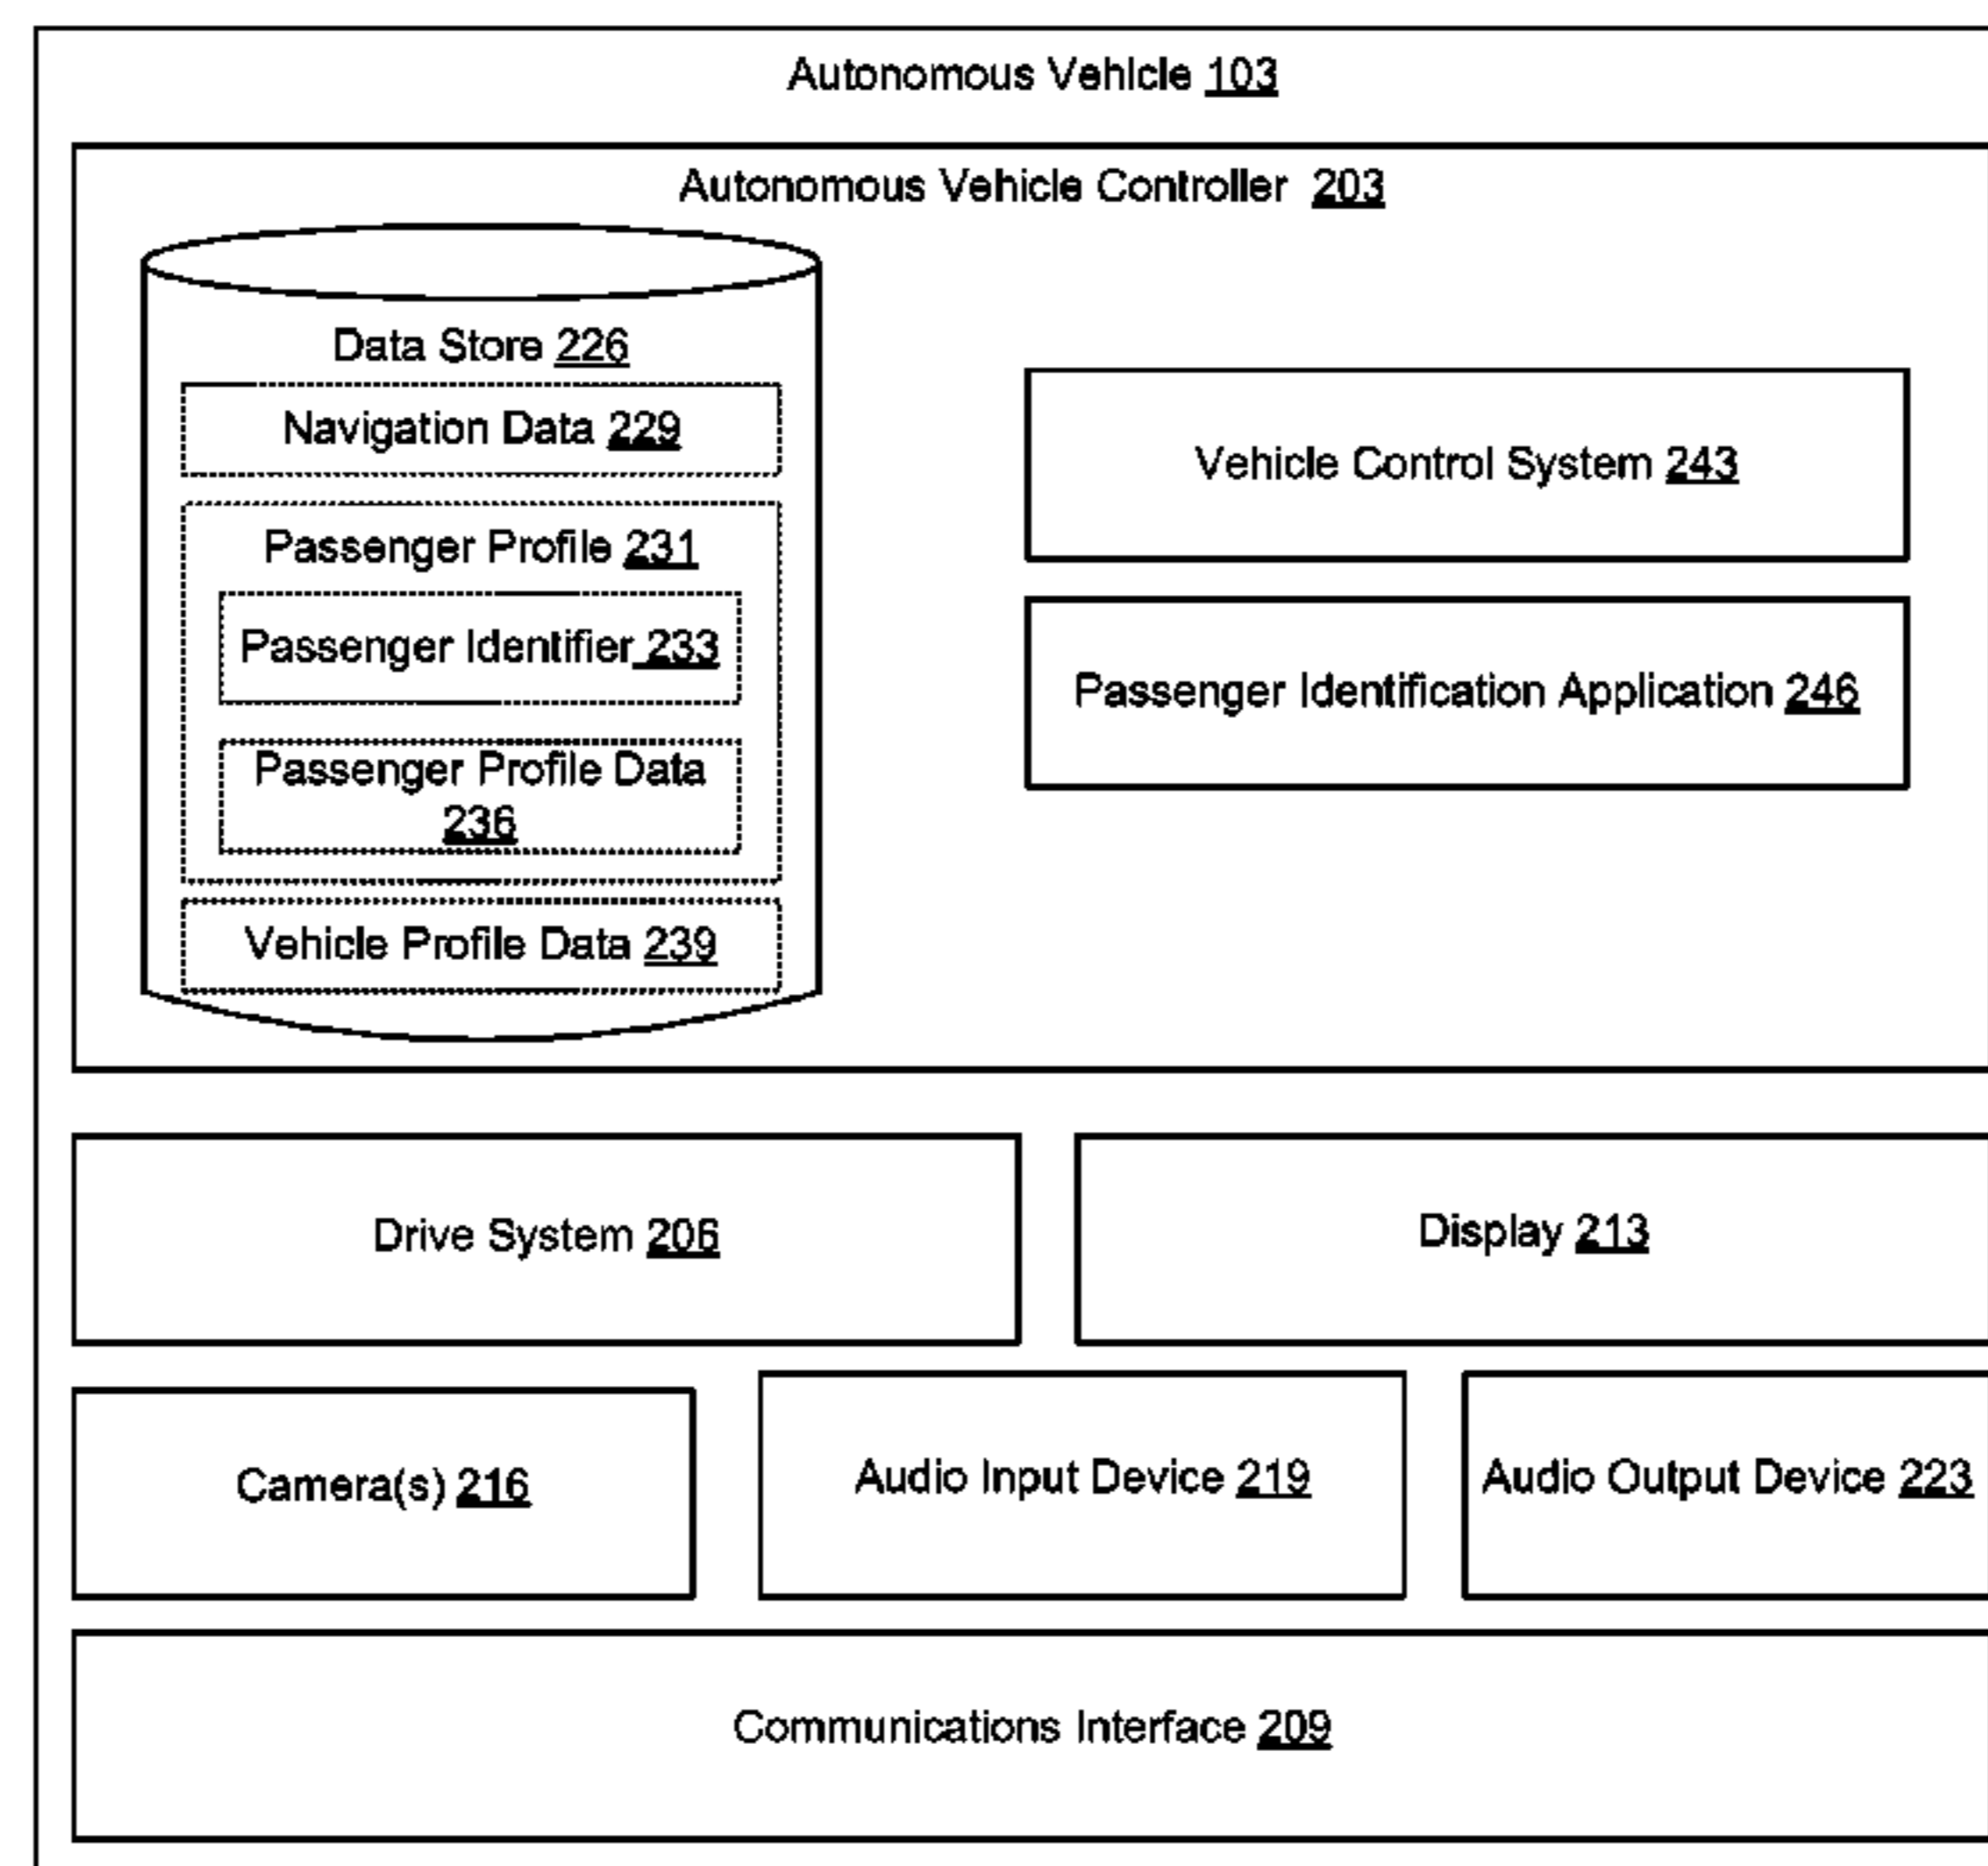 Autonomous Vehicle 103
Autonomous Vehicle Controller 203
Data Store 226
Navigation Data 229
Passenger Profile 231
Passenger Identifier 233
Passenger Profile Data
236
Vehicle Profile Data 239
Vehicle Control System 243
Passenger Identification Application 246
Drive System 206
Display 213
Camera(s) 216
Audio Input Device 219
Audio Output Device 223
Communications Interface 209